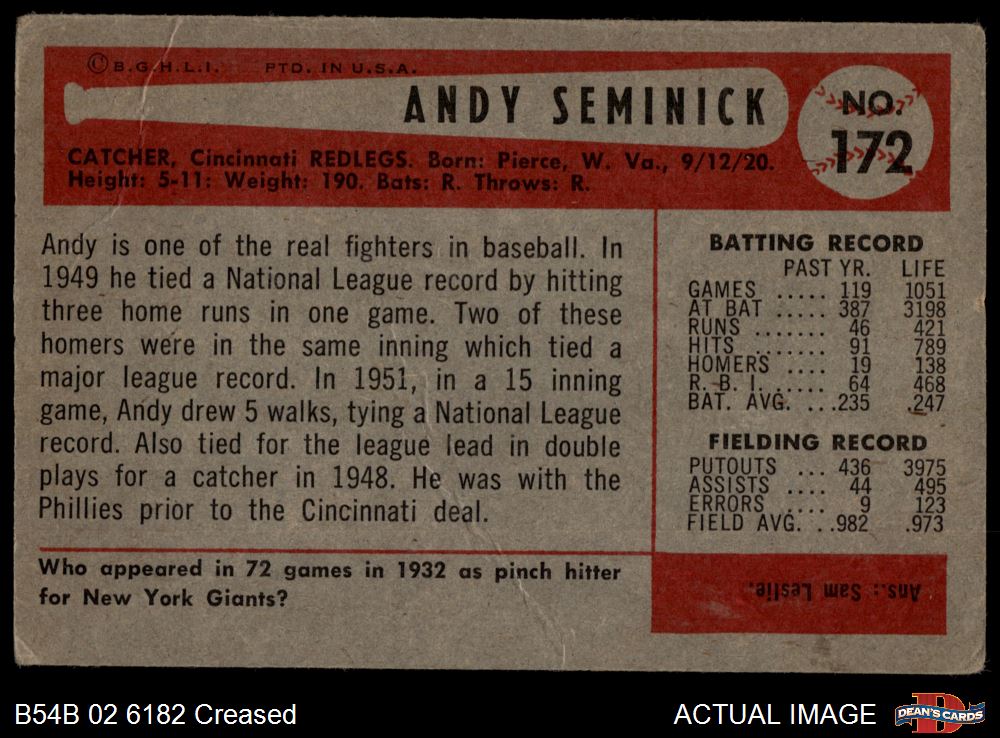 © B.G.H.L.I. PTD. IN U.S.A.
ANDY SEMINICK
NO.
172
CATCHER, Cincinnati REDLEGS. Born: Pierce, W. Va., 9/12/20.
Height: 5-11: Weight: 190. Bats: R. Throws: R.
Andy is one of the real fighters in baseball. In
1949 he tied a National League record by hitting
three home runs in one game. Two of these
homers were in the same inning which tied a
major league record. In 1951, in a 15 inning
game, Andy drew 5 walks, tying a National League
record. Also tied for the league lead in double
plays for a catcher in 1948. He was with the
Phillies prior to the Cincinnati deal.
BATTING RECORD
PAST YR. LIFE
GAMES ..... 119 1051
AT BAT ..... 387 3198
RUNS ....... 46 421
HITS ....... 91 789
HOMERS .... 19 138
R. B. I. ..... 64 468
BAT. AVG. ...235 .247
FIELDING RECORD
PUTOUTS ... 436 3975
ASSISTS .... 44 495
ERRORS .... 9 123
FIELD AVG. ..982 .973
Who appeared in 72 games in 1932 as pinch hitter
for New York Giants?
Ans.: Sam Leslie.
B54B 02 6182 Creased
ACTUAL IMAGE
DEAN'S CARDS